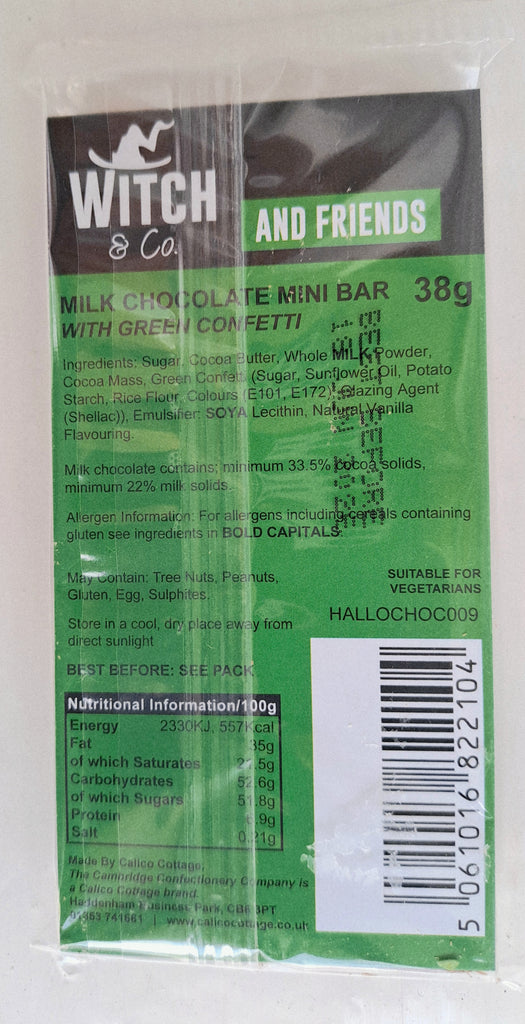 WITCH
& Co.
AND FRIENDS
MILK CHOCOLATE MINI BAR 38g
WITH GREEN CONFETTI
Ingredients: Sugar, Cocoa Butter, Whole MILK Powder,
Cocoa Mass, Green Confetti (Sugar, Sunflower Oil, Potato
Starch, Rice Flour, Colours (E101, E172), Glazing Agent
(Shellac)), Emulsifier: SOYA Lecithin, Natural Vanilla
Flavouring.
Milk chocolate contains; minimum 33.5% cocoa solids,
minimum 22% milk solids.
Allergen Information: For allergens including cereals containing
gluten see ingredients in BOLD CAPITALS.
May Contain: Tree Nuts, Peanuts,
Gluten, Egg, Sulphites.
SUITABLE FOR
VEGETARIANS
HALLOCHOC009
Store in a cool, dry place away from
direct sunlight
BEST BEFORE: SEE PACK
Nutritional Information/100g
Energy 2330KJ, 557Kcal
Fat 35g
of which Saturates
Carbohydrates 52.6g
of which Sugars 51.8g
Protein 6.9g
Salt 0.21g
Made By Calico Cottage,
The Cambridge Confectionery Company is
a Calico Cottage brand.
Haddenham Business Park, CB6 3PT
01353 741661 | www.calicocottage.co.uk
5 061016 822104
BEST BEFORE